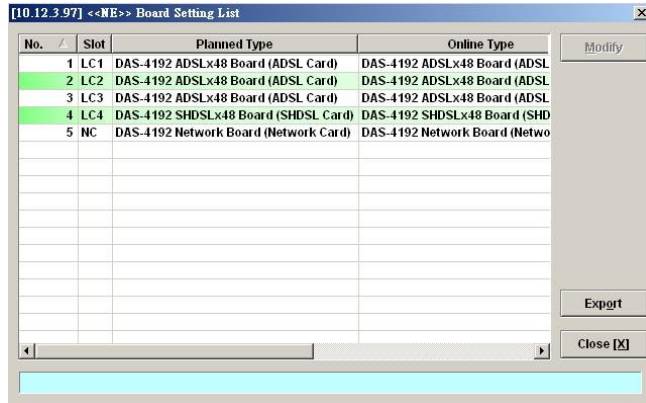 [10.12.3.97] <<NE>> Board Setting List
No. Slot Planned Type Online Type
1 LC1 DAS-4192 ADSLx48 Board (ADSL Card) DAS-4192 ADSLx48 Board (ADSL
2 LC2 DAS-4192 ADSLx48 Board (ADSL Card) DAS-4192 ADSLx48 Board (ADSL
3 LC3 DAS-4192 ADSLx48 Board (ADSL Card) DAS-4192 ADSLx48 Board (ADSL
4 LC4 DAS-4192 SHDSLx48 Board (SHDSL Card) DAS-4192 SHDSLx48 Board (SHD
5 NC DAS-4192 Network Board (Network Card) DAS-4192 Network Board (Netwo
Modify
Export
Close [X]